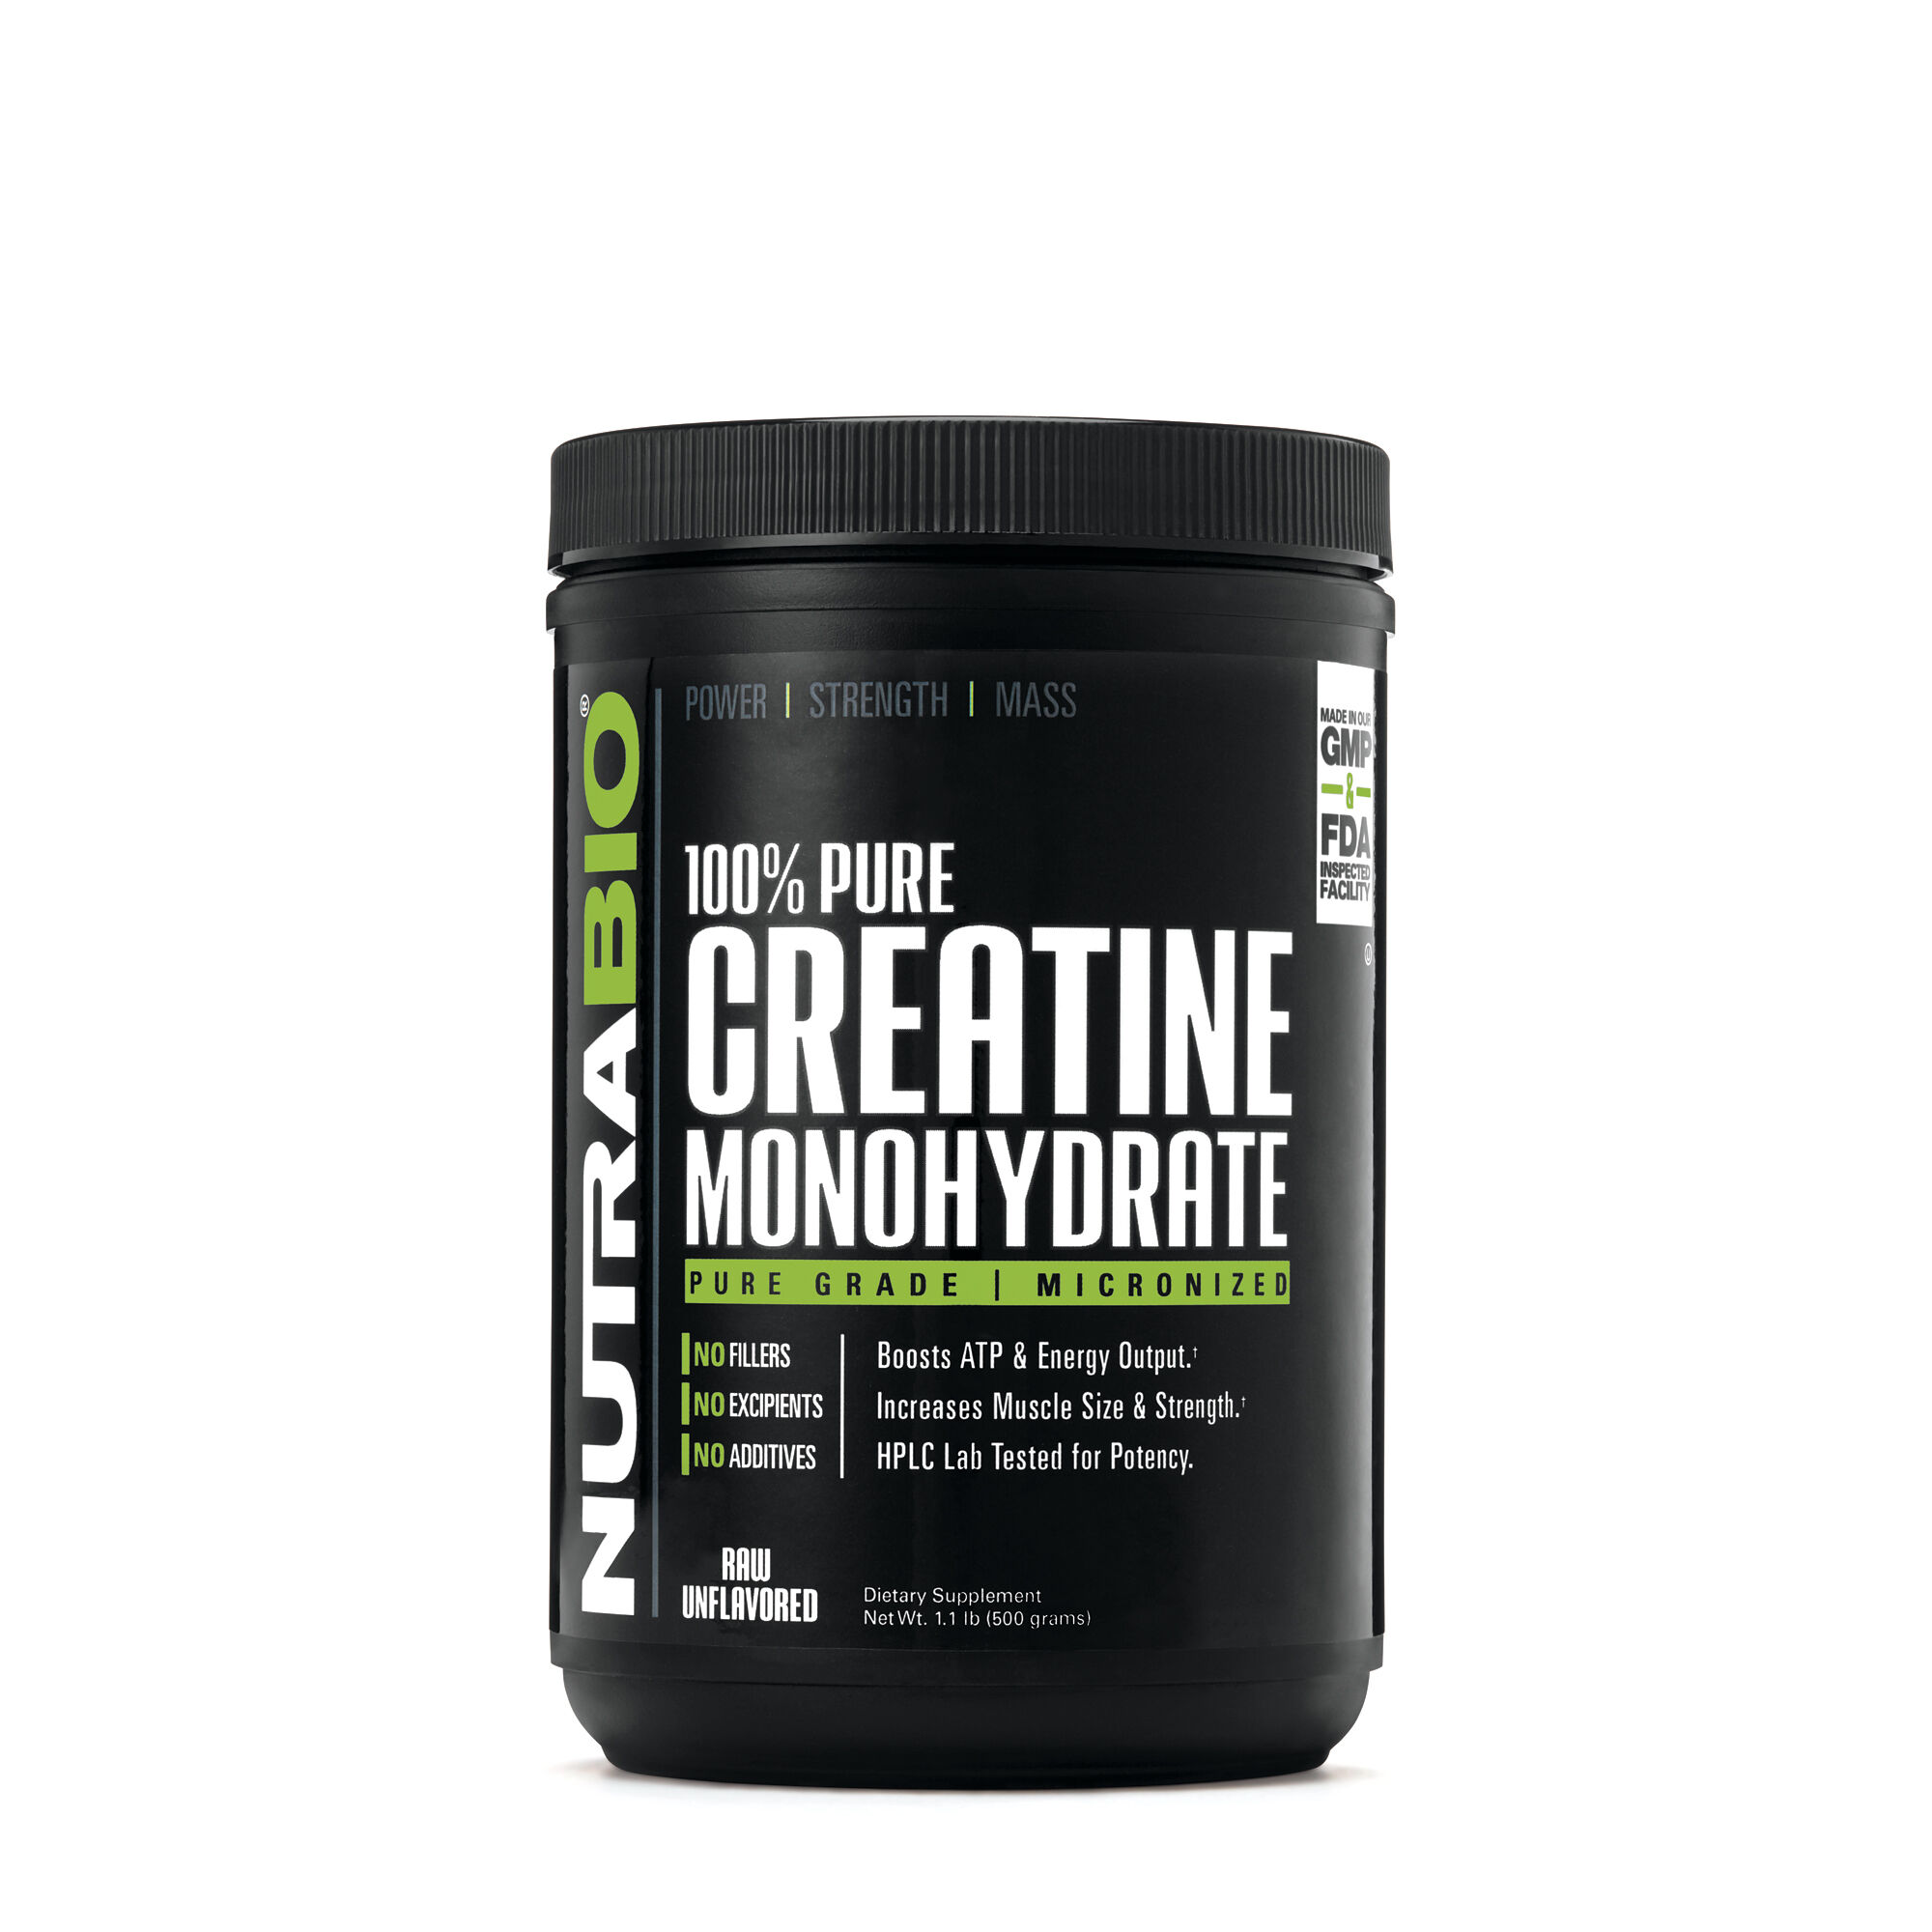 NUTRABIO®
POWER | STRENGTH | MASS
MADE IN OUR
GMP
&
FDA
INSPECTED
FACILITY
100% PURE
CREATINE
MONOHYDRATE
PURE GRADE | MICRONIZED
NO FILLERS
NO EXCIPIENTS
NO ADDITIVES
Boosts ATP & Energy Output.†
Increases Muscle Size & Strength.†
HPLC Lab Tested for Potency.
RAW
UNFLAVORED
Dietary Supplement
Net Wt. 1.1 lb (500 grams)